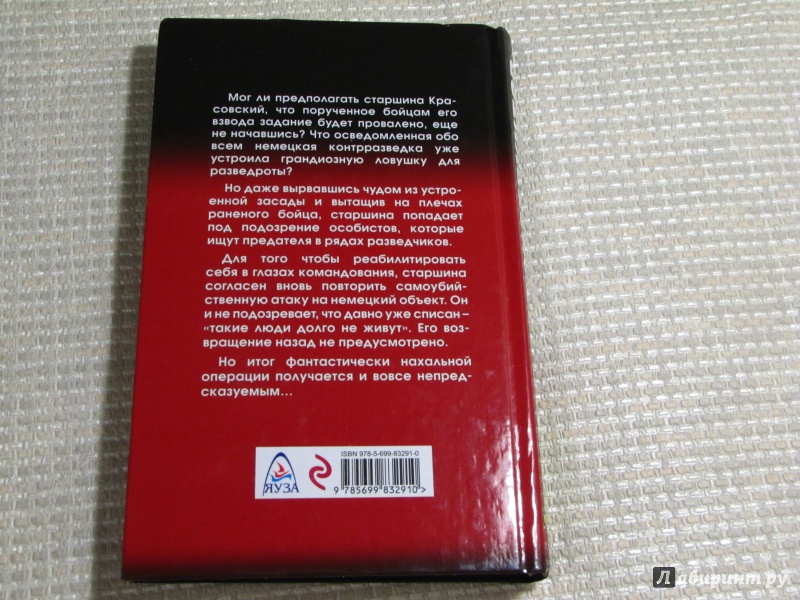 Мог ли предполагать старшина Кра-
совский, что порученное бойцам его
взвода задание будет провалено, еще
не начавшись? Что осведомленная обо
всем немецкая контрразведка уже
устроила грандиозную ловушку для
разведроты?
Но даже вырвавшись чудом из устро-
енной засады и вытащив на плечах
раненого бойца, старшина попадает
под подозрение особистов, которые
ищут предателя в рядах разведчиков.
Для того чтобы реабилитировать
себя в глазах командования, старшина
согласен вновь повторить самоубий-
ственную атаку на немецкий объект. Он
и не подозревает, что давно уже списан –
«такие люди долго не живут». Его воз-
вращение назад не предусмотрено.
Но итог фантастически нахальной
операции получается и вовсе непред-
сказуемым...
ISBN 978-5-699-83291-0
ЯУЗА
9 785699 832910>
Лабиринт.ру